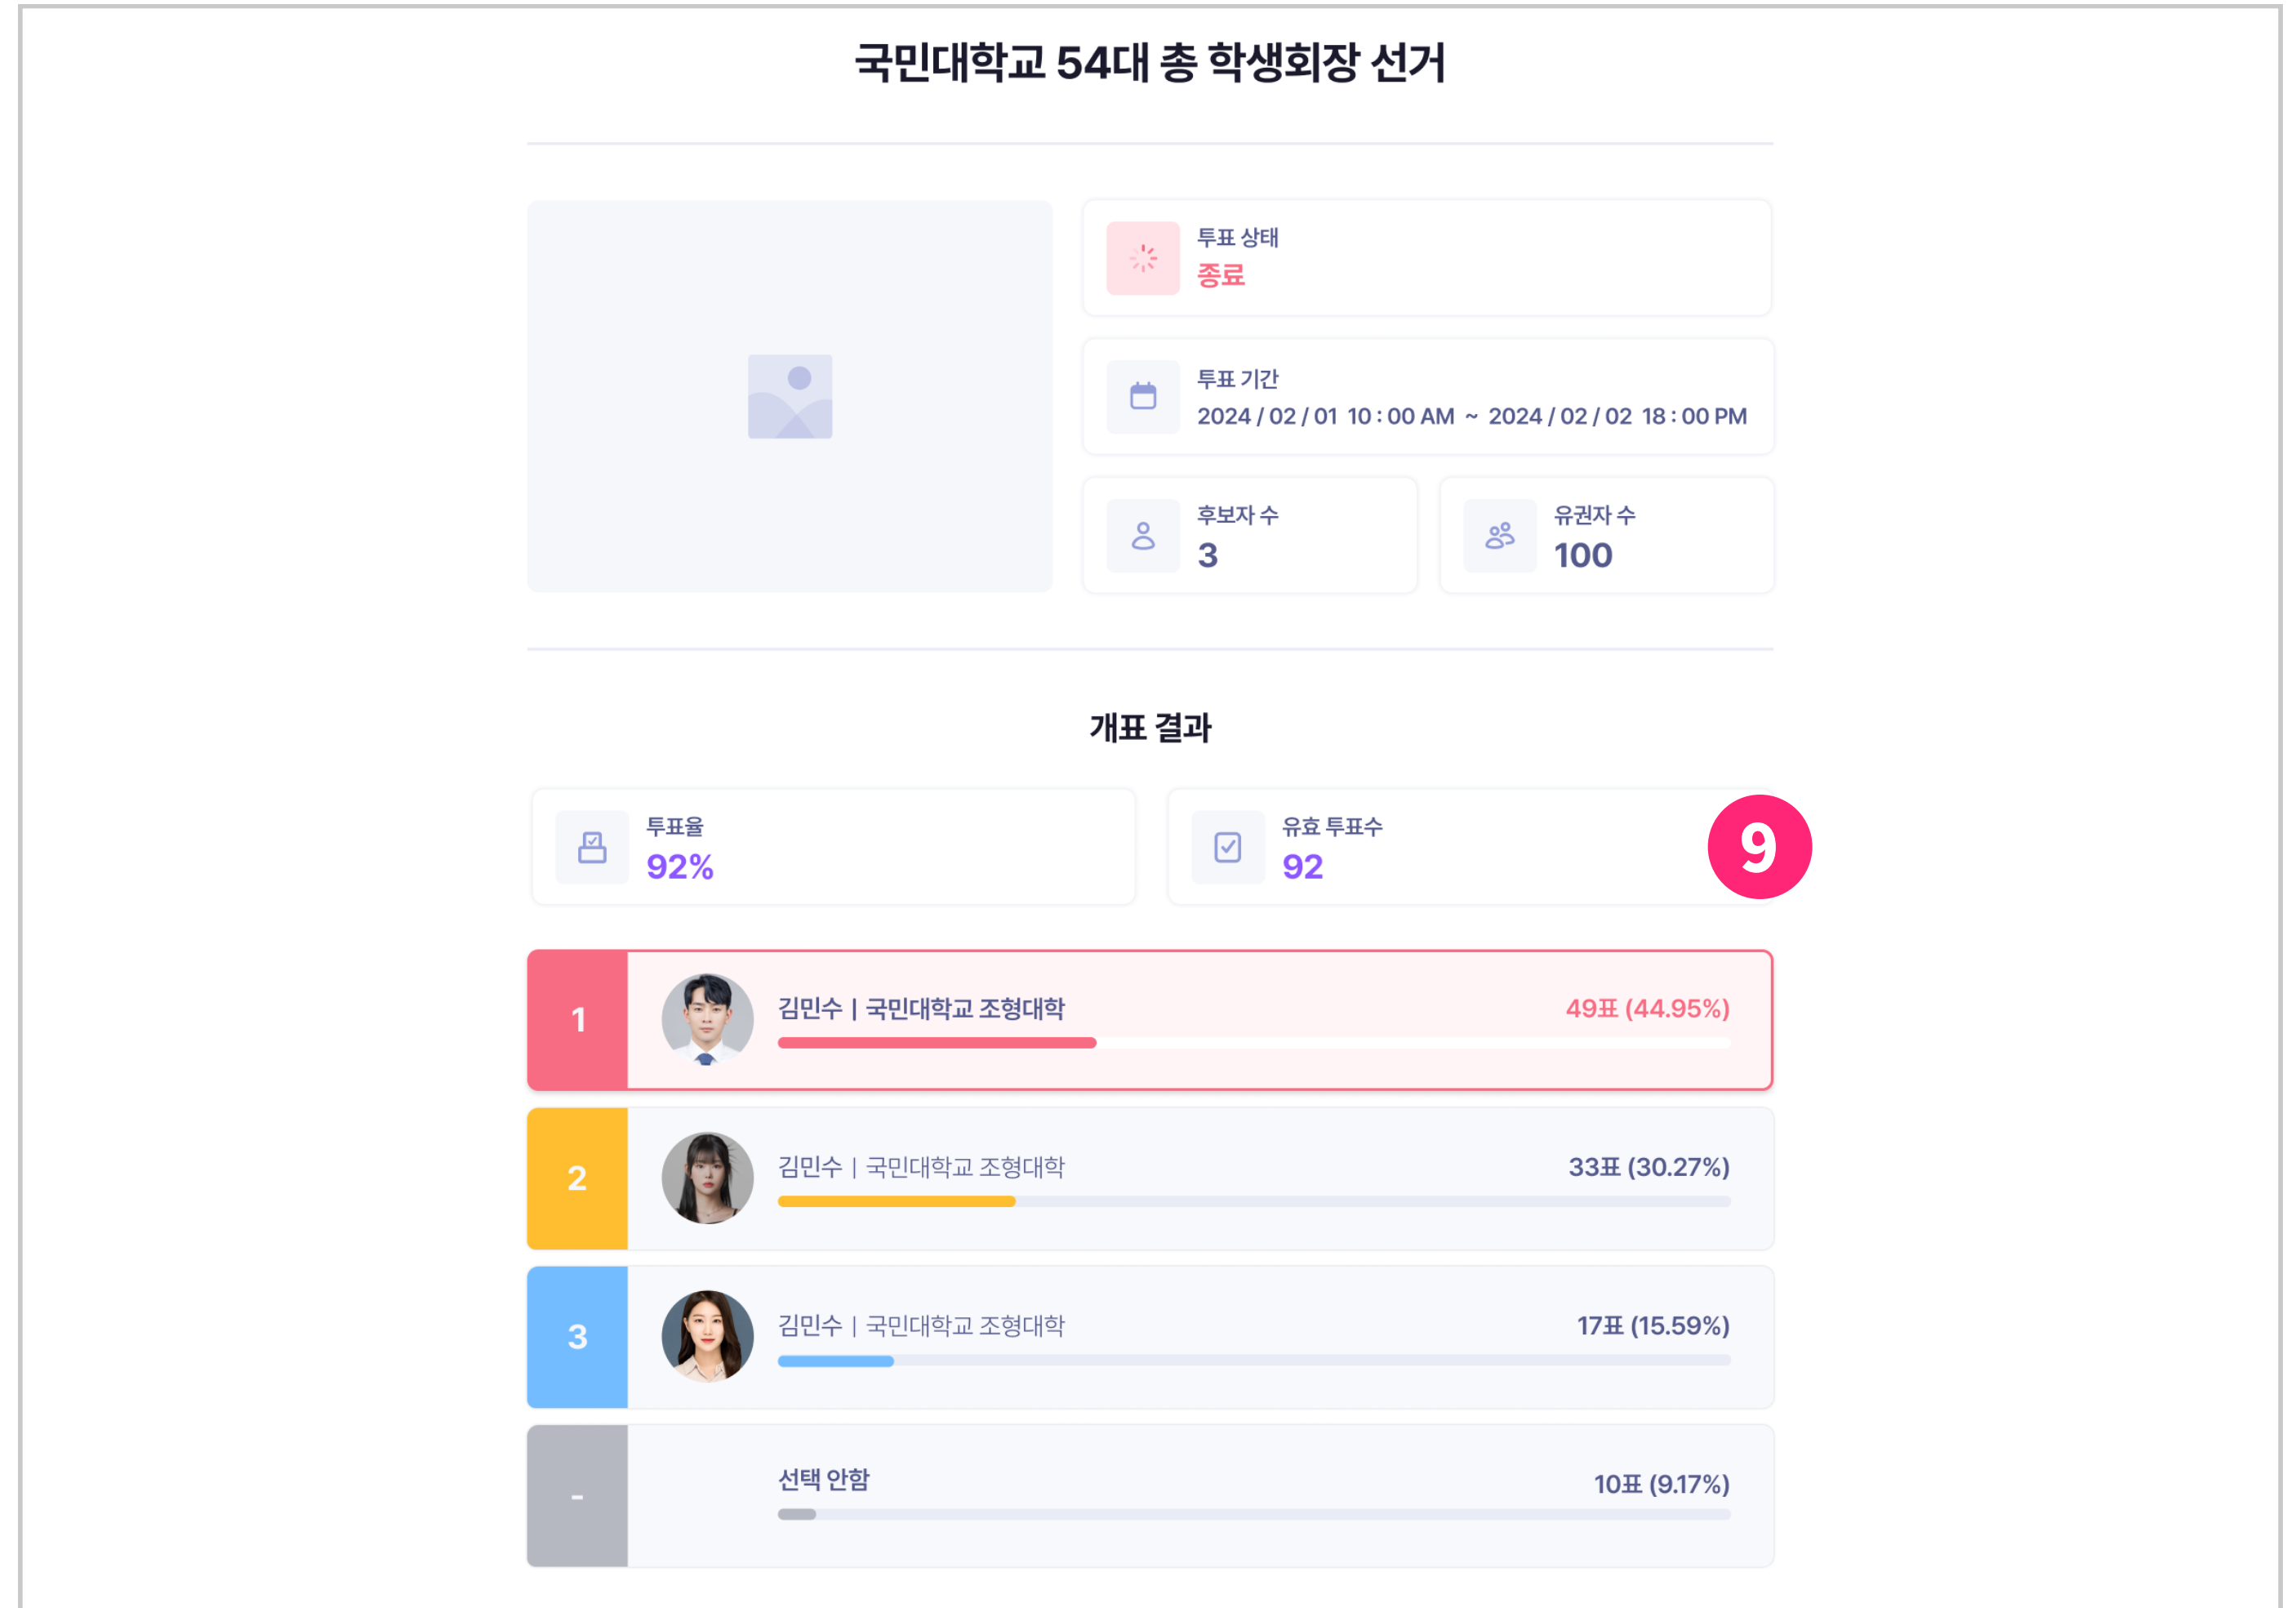 국민대학교 54대 총 학생회장 선거
투표 상태
종료
투표 기간
2024 / 02 / 01 10 : 00 AM ~ 2024 / 02 / 02 18 : 00 PM
후보자 수
3
유권자 수
100
개표 결과
투표율
92%
유효 투표수
92
9
1
김민수 | 국민대학교 조형대학
49표 (44.95%)
2
김민수 | 국민대학교 조형대학
33표 (30.27%)
3
김민수 | 국민대학교 조형대학
17표 (15.59%)
-
선택 안함
10표 (9.17%)